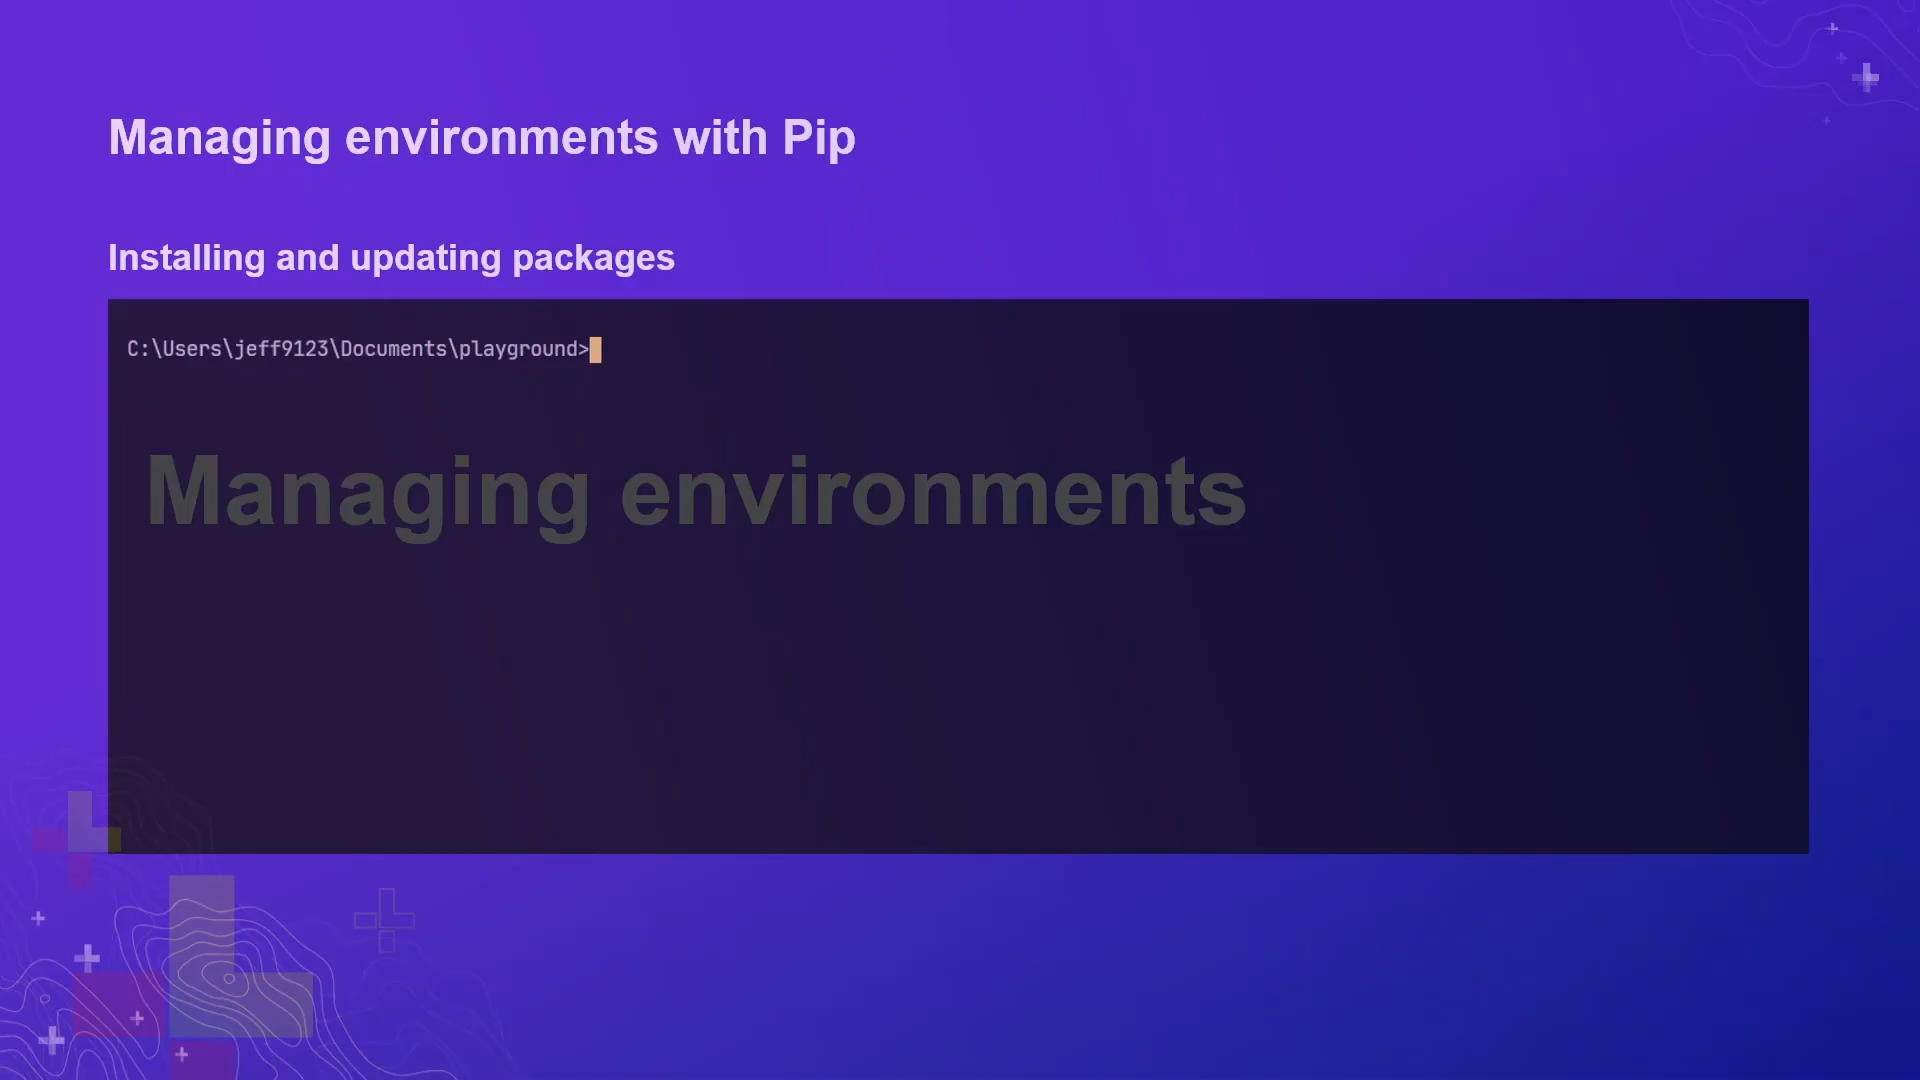 Managing environments with Pip
Installing and updating packages
C:\Users\jeff9123\Documents\playground>
Managing environments